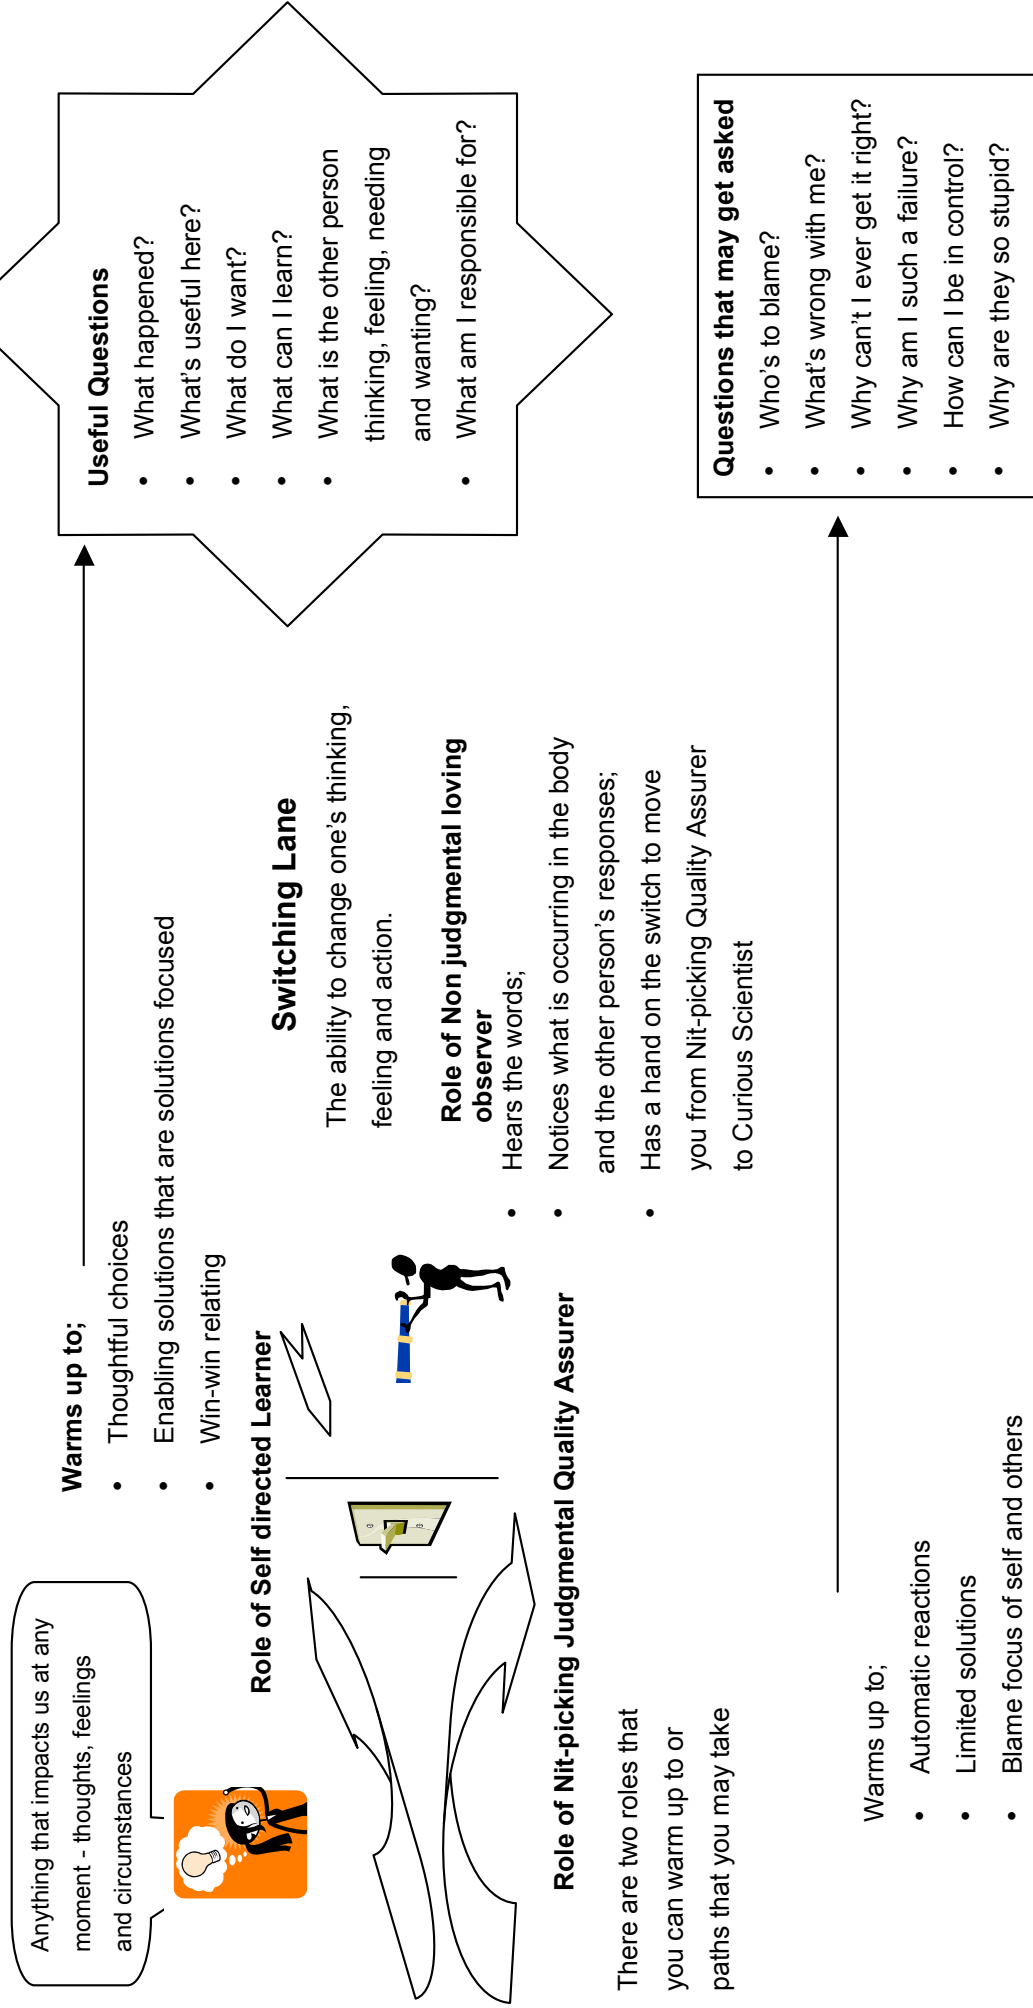 Anything that impacts us at any
moment - thoughts, feelings
and circumstances
Warms up to;
• Thoughtful choices
• Enabling solutions that are solutions focused
• Win-win relating
Role of Self directed Learner
Useful Questions
• What happened?
• What's useful here?
• What do I want?
• What can I learn?
• What is the other person
thinking, feeling, needing
and wanting?
• What am I responsible for?
Switching Lane
The ability to change one's thinking,
feeling and action.
Role of Non judgmental loving
observer
• Hears the words;
• Notices what is occurring in the body
and the other person's responses;
• Has a hand on the switch to move
you from Nit-picking Quality Assurer
to Curious Scientist
Role of Nit-picking Judgmental Quality Assurer
There are two roles that
you can warm up to or
paths that you may take
Warms up to;
• Automatic reactions
• Limited solutions
• Blame focus of self and others
Questions that may get asked
• Who's to blame?
• What's wrong with me?
• Why can't I ever get it right?
• Why am I such a failure?
• How can I be in control?
• Why are they so stupid?